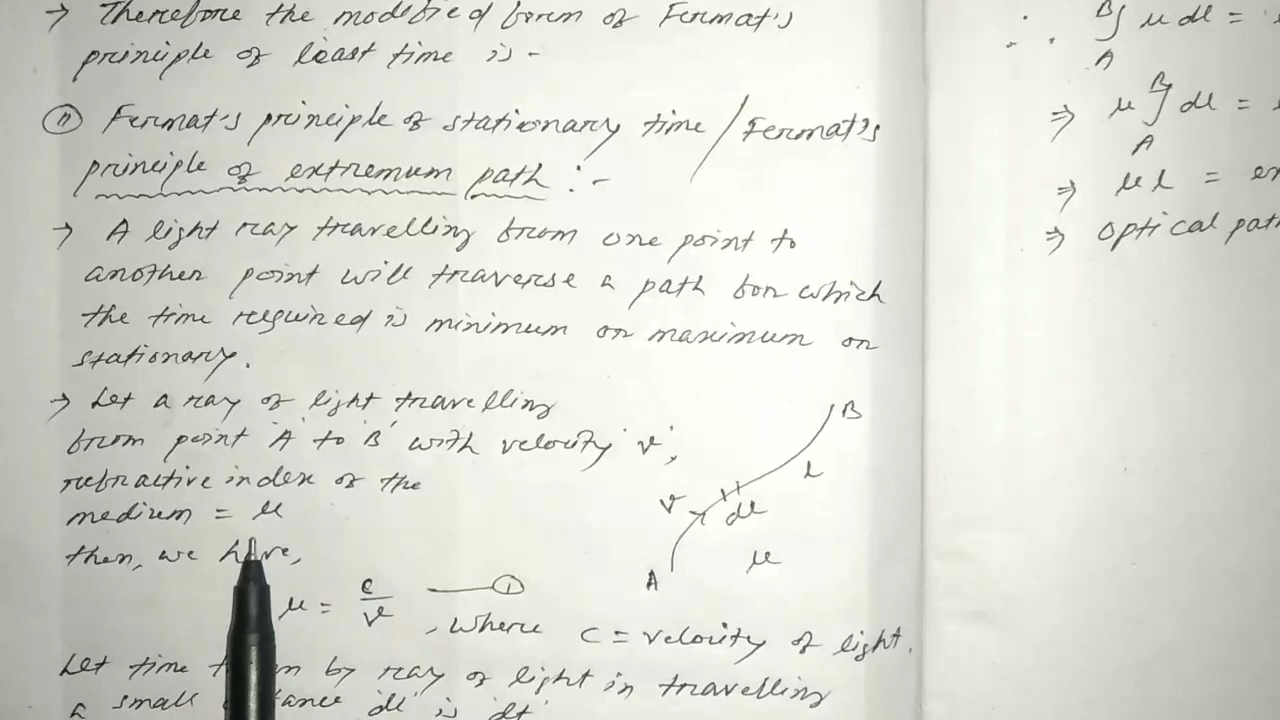 → Therefore the modified form of Fermat's
principle of least time is -
(ii) Fermat's principle of stationary time / Fermat's
principle of extremum path :-
→ A light ray travelling from one point to
another point will traverse a path for which
the time required is minimum or maximum or
stationary.
→ Let a ray of light travelling
from point 'A' to 'B' with velocity 'v',
refractive index of the
medium = μ
then, we have,
μ = c/v —— (1)
, where c = velocity of light.
Let time by ray of light in travelling
a small dl is dt
B
l
v
dl
μ
A
∴ ∫ μ dl =
B
A
⇒ μ ∫ dl =
B
A
⇒ μ l =
⇒ optical